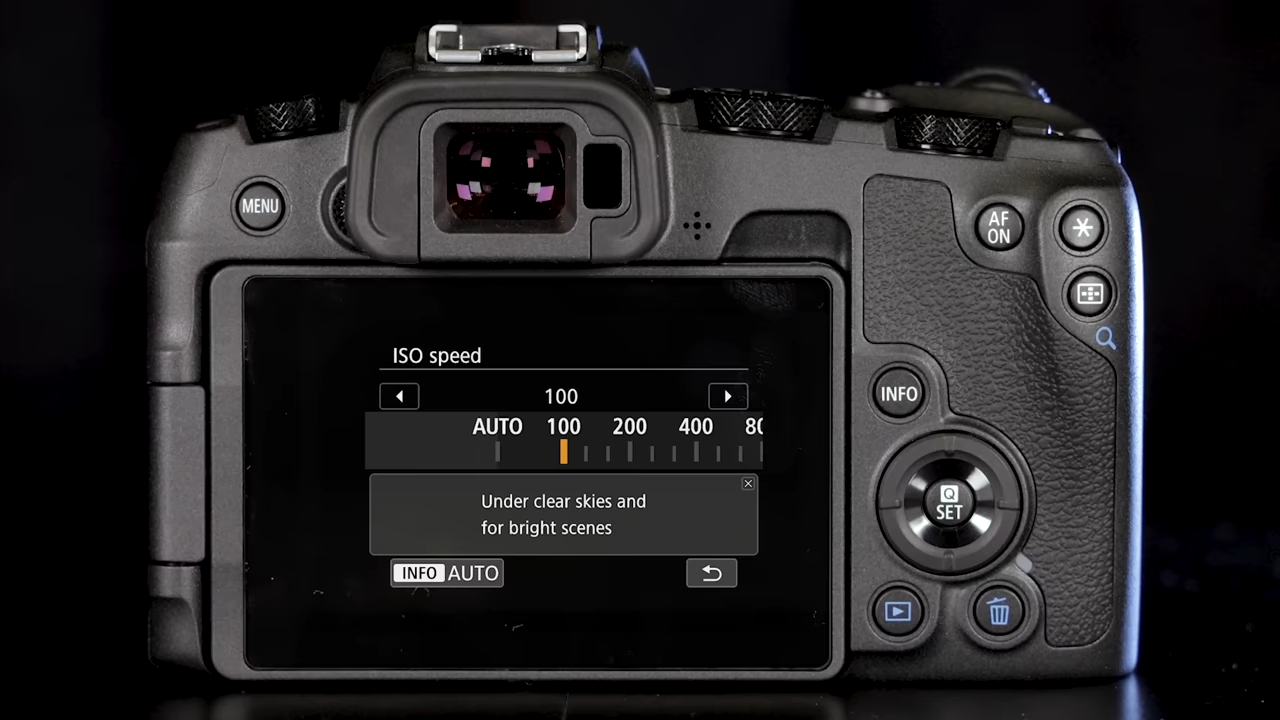 MENU
AF
ON
ISO speed
100
AUTO 100 200 400 80
Under clear skies and
for bright scenes
INFO AUTO
INFO
Q
SET